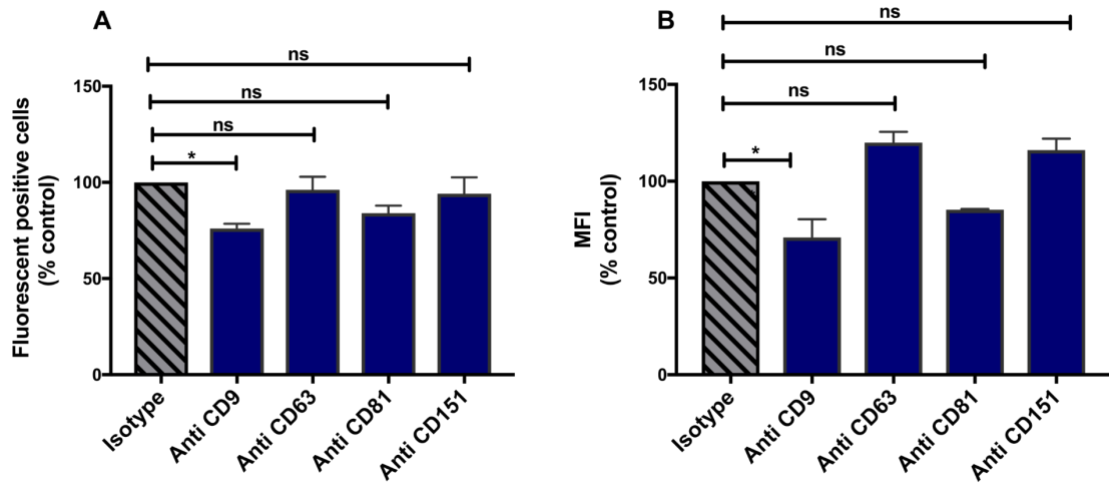 A
ns
ns
ns
*
150
100
50
0
Fluorescent positive cells
(% control)
Isotype
Anti CD9
Anti CD63
Anti CD81
Anti CD151
B
ns
ns
ns
*
150
100
50
0
MFI
(% control)
Isotype
Anti CD9
Anti CD63
Anti CD81
Anti CD151